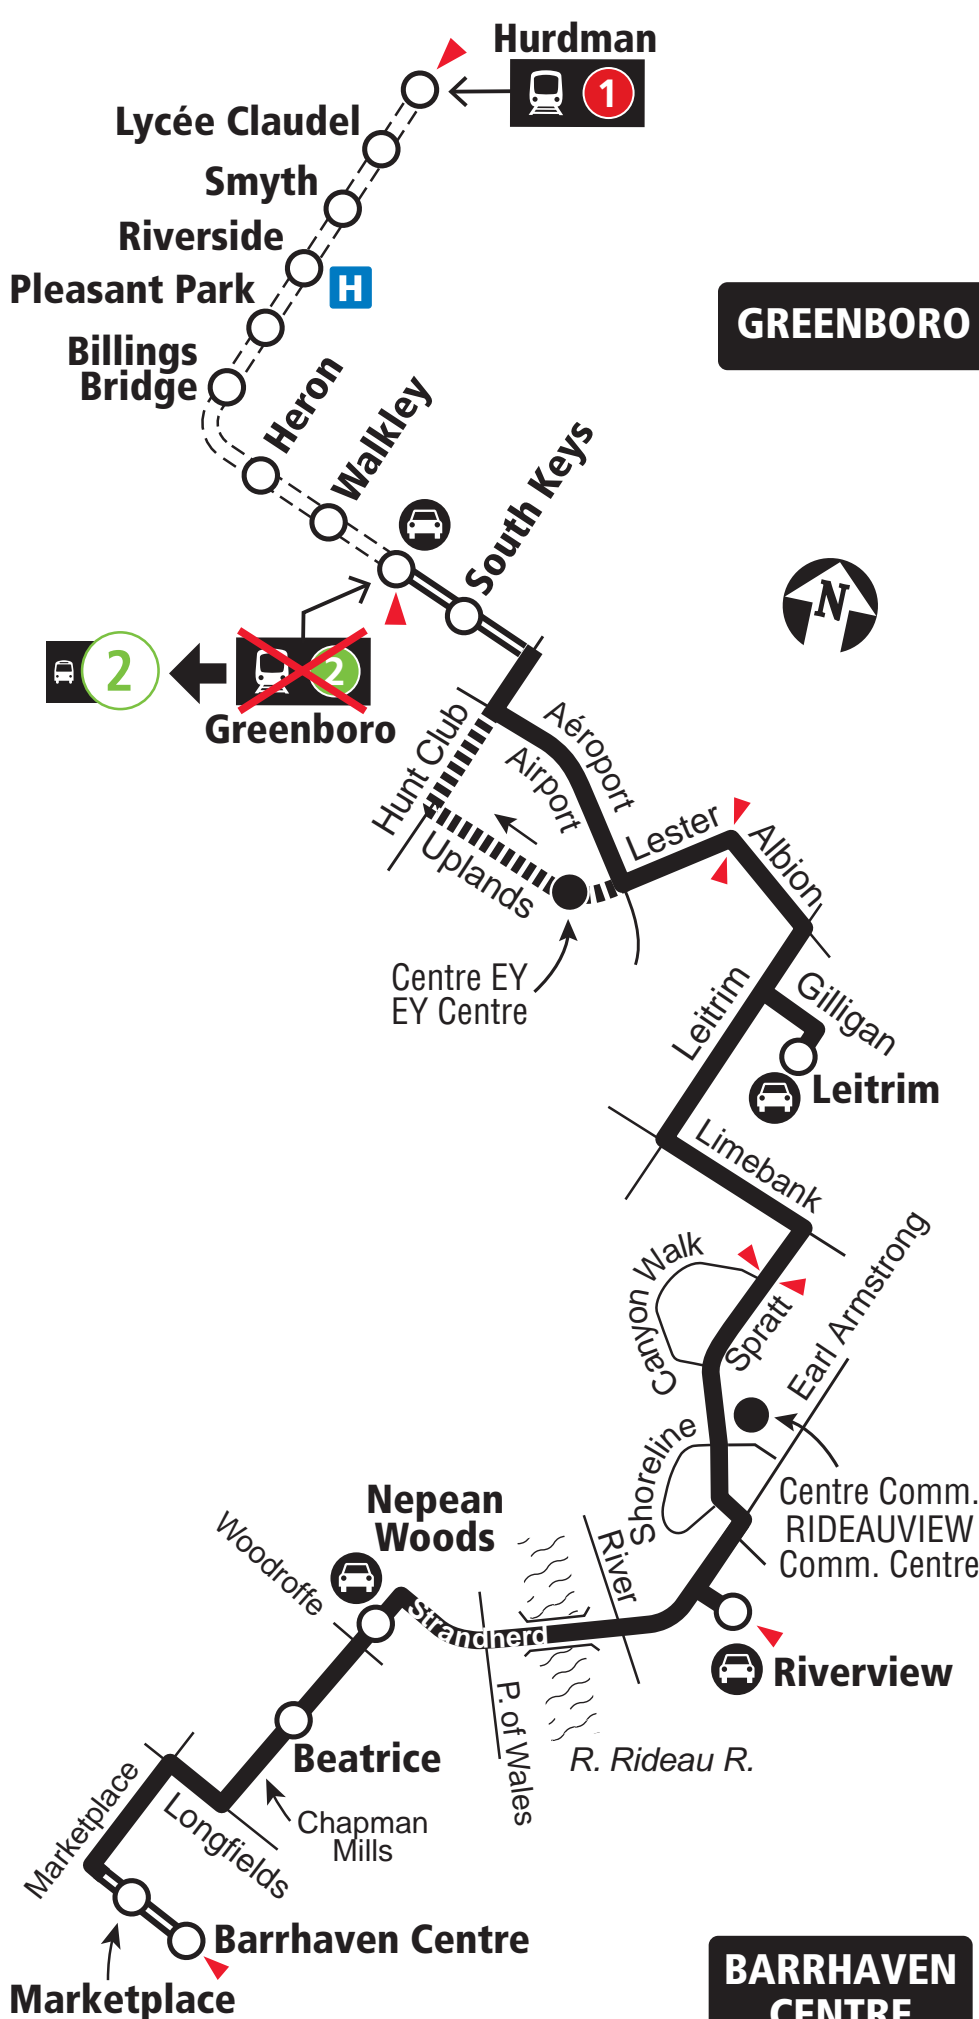 Hurdman
1
Lycée Claudel
Smyth
Riverside
H
Pleasant Park
GREENBORO
Billings
Bridge
Heron
Walkley
South Keys
N
2
2
Greenboro
Hunt Club
Aéroport
Airport
Lester
Albion
Uplands
Centre EY
EY Centre
Leitrim
Gilligan
Leitrim
Limebank
Canyon Walk
Spratt
Earl Armstrong
Shoreline
Centre Comm.
RIDEAUVIEW
Comm. Centre
Nepean
Woods
Woodroffe
River
Strandherd
Riverview
P. of Wales
R. Rideau R.
Beatrice
Marketplace
Longfields
Chapman
Mills
Barrhaven Centre
Marketplace
BARRHAVEN
CENTRE